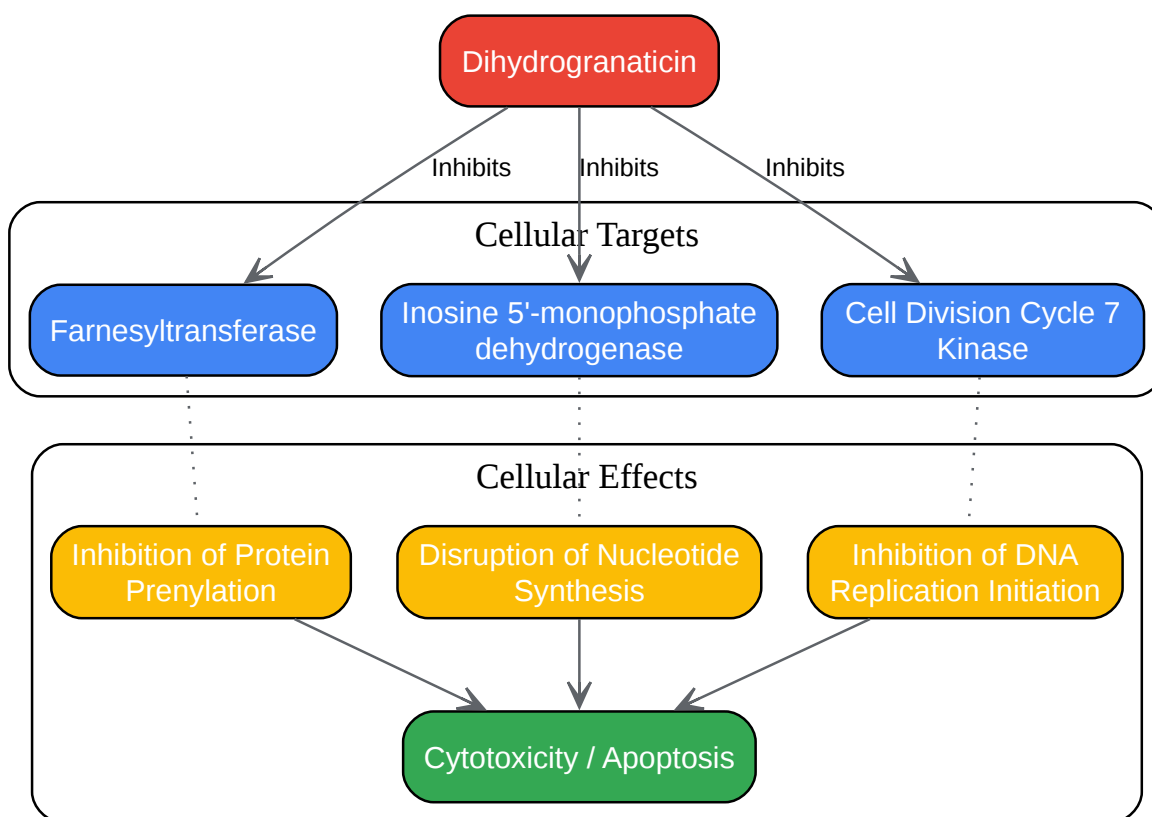 Dihydrogranaticin
Inhibits
Inhibits
Inhibits
Cellular Targets
Farnesyltransferase
Inosine 5'-monophosphate
dehydrogenase
Cell Division Cycle 7
Kinase
Cellular Effects
Inhibition of Protein
Prenylation
Disruption of Nucleotide
Synthesis
Inhibition of DNA
Replication Initiation
Cytotoxicity / Apoptosis